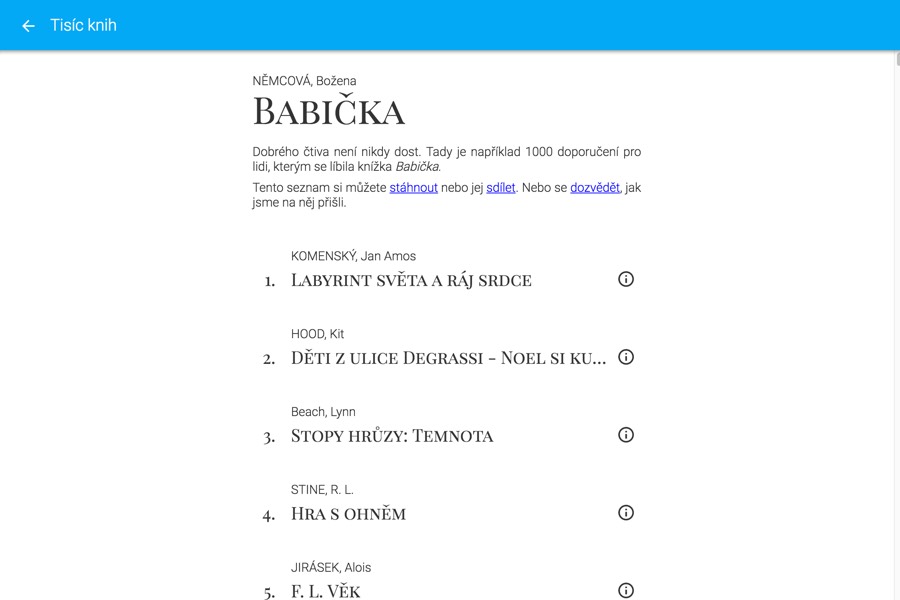 Tisíc knih
NĚMCOVÁ, Božena
Babička
Dobrého čtiva není nikdy dost. Tady je například 1000 doporučení pro
lidi, kterým se líbila knížka Babička.
Tento seznam si můžete stáhnout nebo jej sdílet. Nebo se dozvědět, jak
jsme na něj přišli.
KOMENSKÝ, Jan Amos
1. Labyrint světa a ráj srdce
HOOD, Kit
2. Děti z ulice Degrassi - Noel si ku...
Beach, Lynn
3. Stopy hrůzy: Temnota
STINE, R. L.
4. Hra s ohněm
JIRÁSEK, Alois
5. F. L. Věk